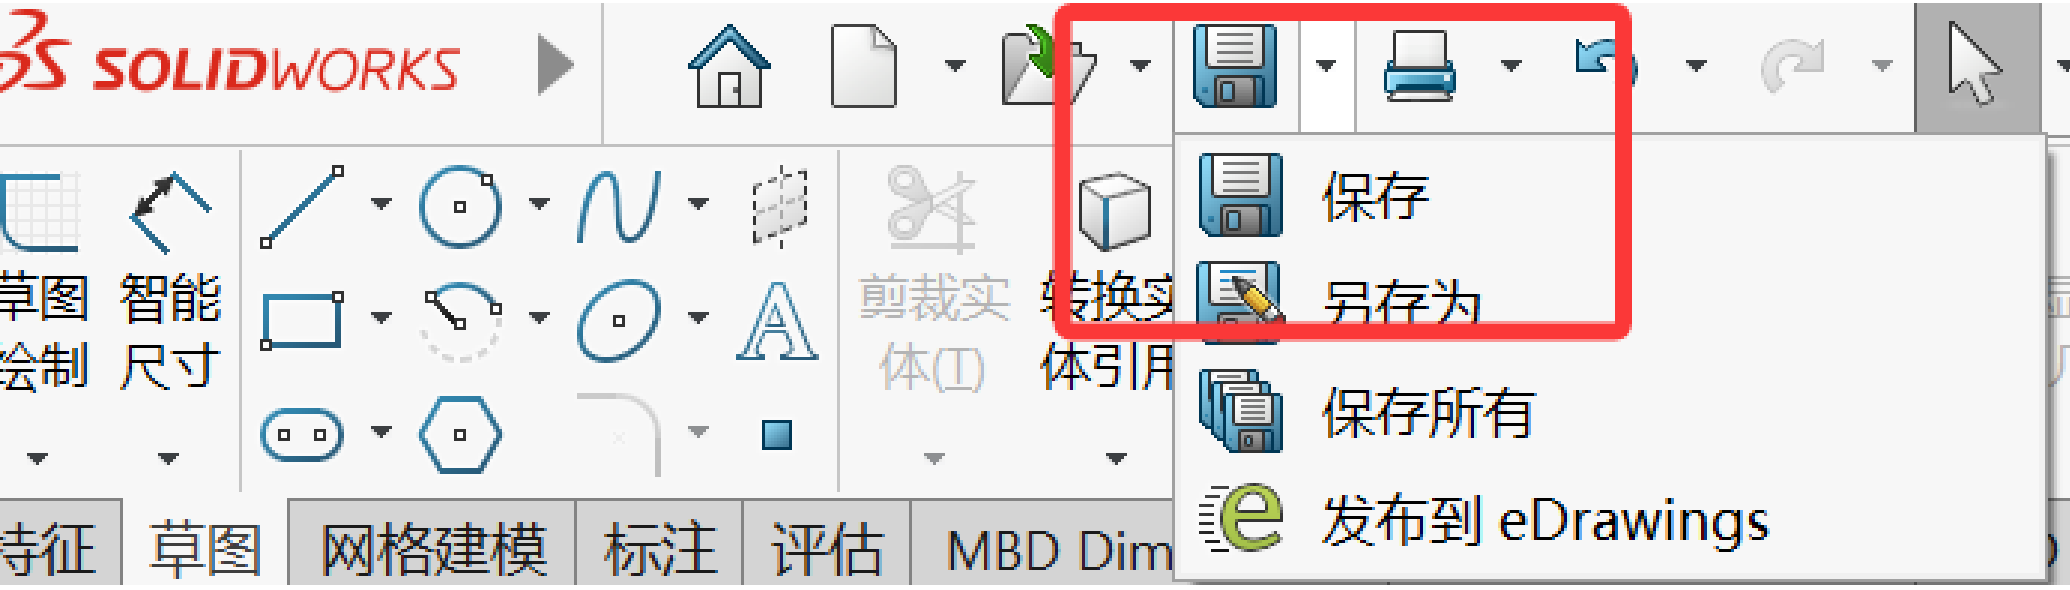 SOLIDWORKS
草图
绘制
智能
尺寸
剪裁实
体(T)
转换实
体引用
保存
另存为
保存所有
发布到 eDrawings
特征
草图
网格建模
标注
评估
MBD Dim